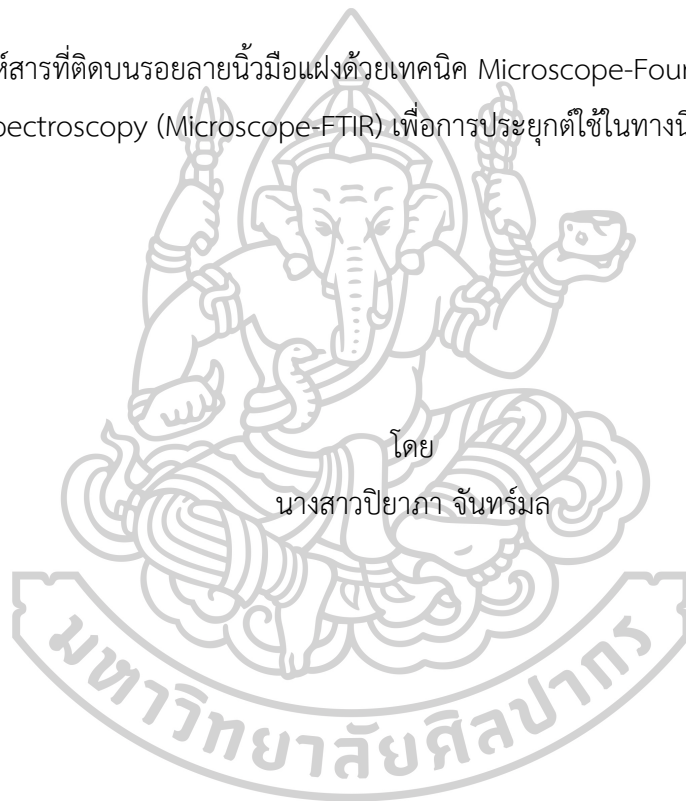 ห์สารที่ติดบนรอยลายนิ้วมือแฝงด้วยเทคนิค Microscope-Four
pectroscopy (Microscope-FTIR) เพื่อการประยุกต์ใช้ในทางนิ
โดย
นางสาวปิยาภา จันทร์มล
มหาวิทยาลัยศิลปากร